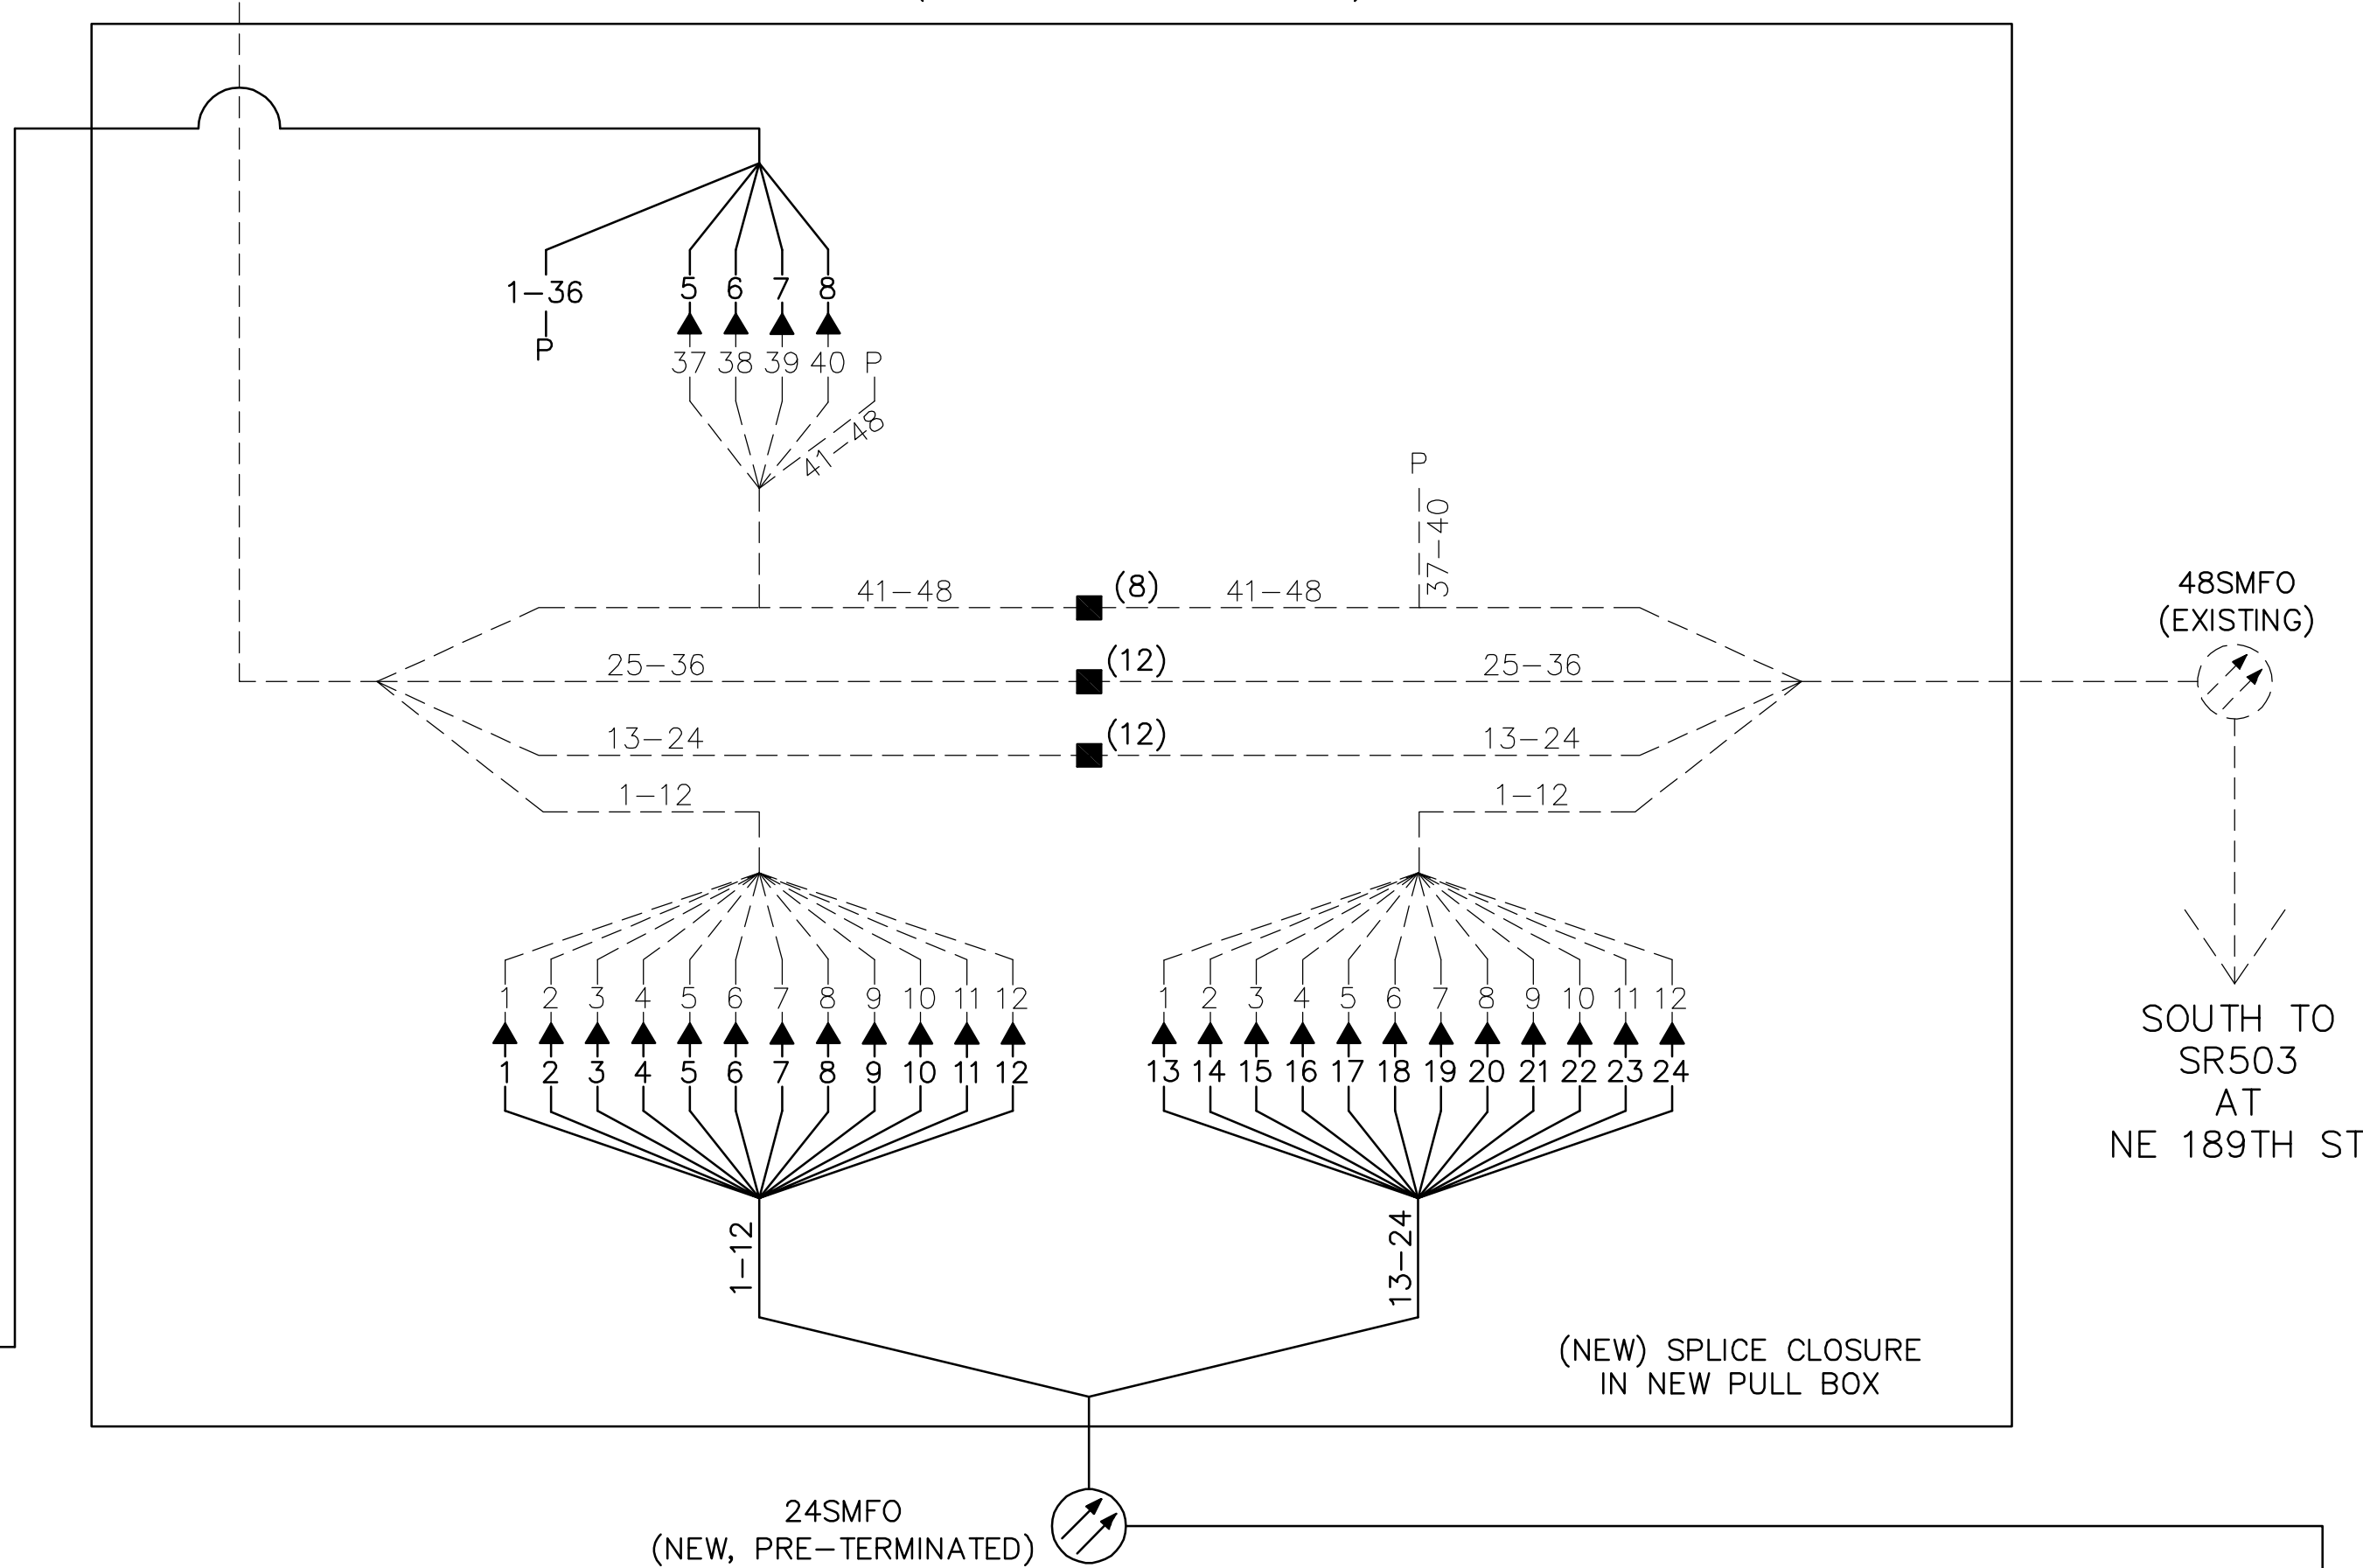 1-36
5 6 7 8
P
37 38 39 40 P
41-48
P
37-40
41-48 (8) 41-48
25-36 (12) 25-36
13-24 (12) 13-24
1-12 1-12
48SMFO
(EXISTING)
1 2 3 4 5 6 7 8 9 10 11 12
1 2 3 4 5 6 7 8 9 10 11 12
1 2 3 4 5 6 7 8 9 10 11 12
13 14 15 16 17 18 19 20 21 22 23 24
SOUTH TO
SR503
AT
NE 189TH ST
1-12
13-24
(NEW) SPLICE CLOSURE
IN NEW PULL BOX
24SMFO
(NEW, PRE-TERMINATED)